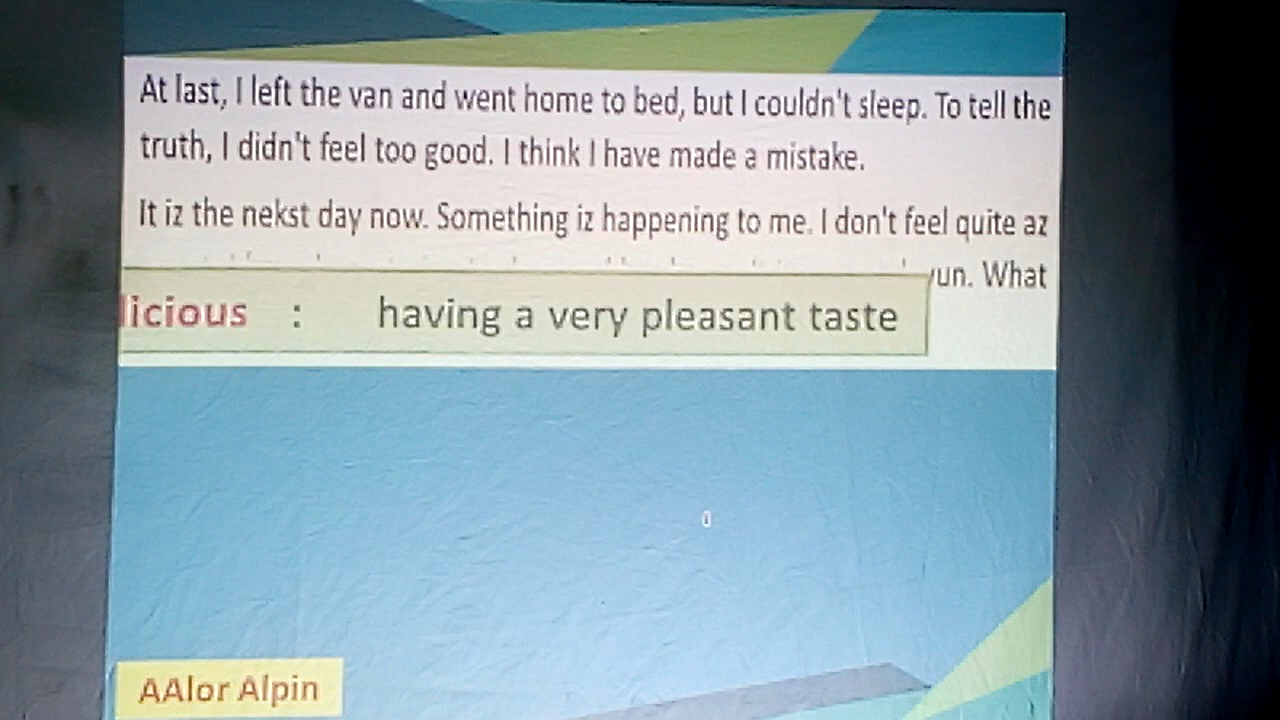 At last, I left the van and went home to bed, but I couldn't sleep. To tell the
truth, I didn't feel too good. I think I have made a mistake.
It iz the nekst day now. Something iz happening to me. I don't feel quite az
What
licious : having a very pleasant taste
AAlor Alpin